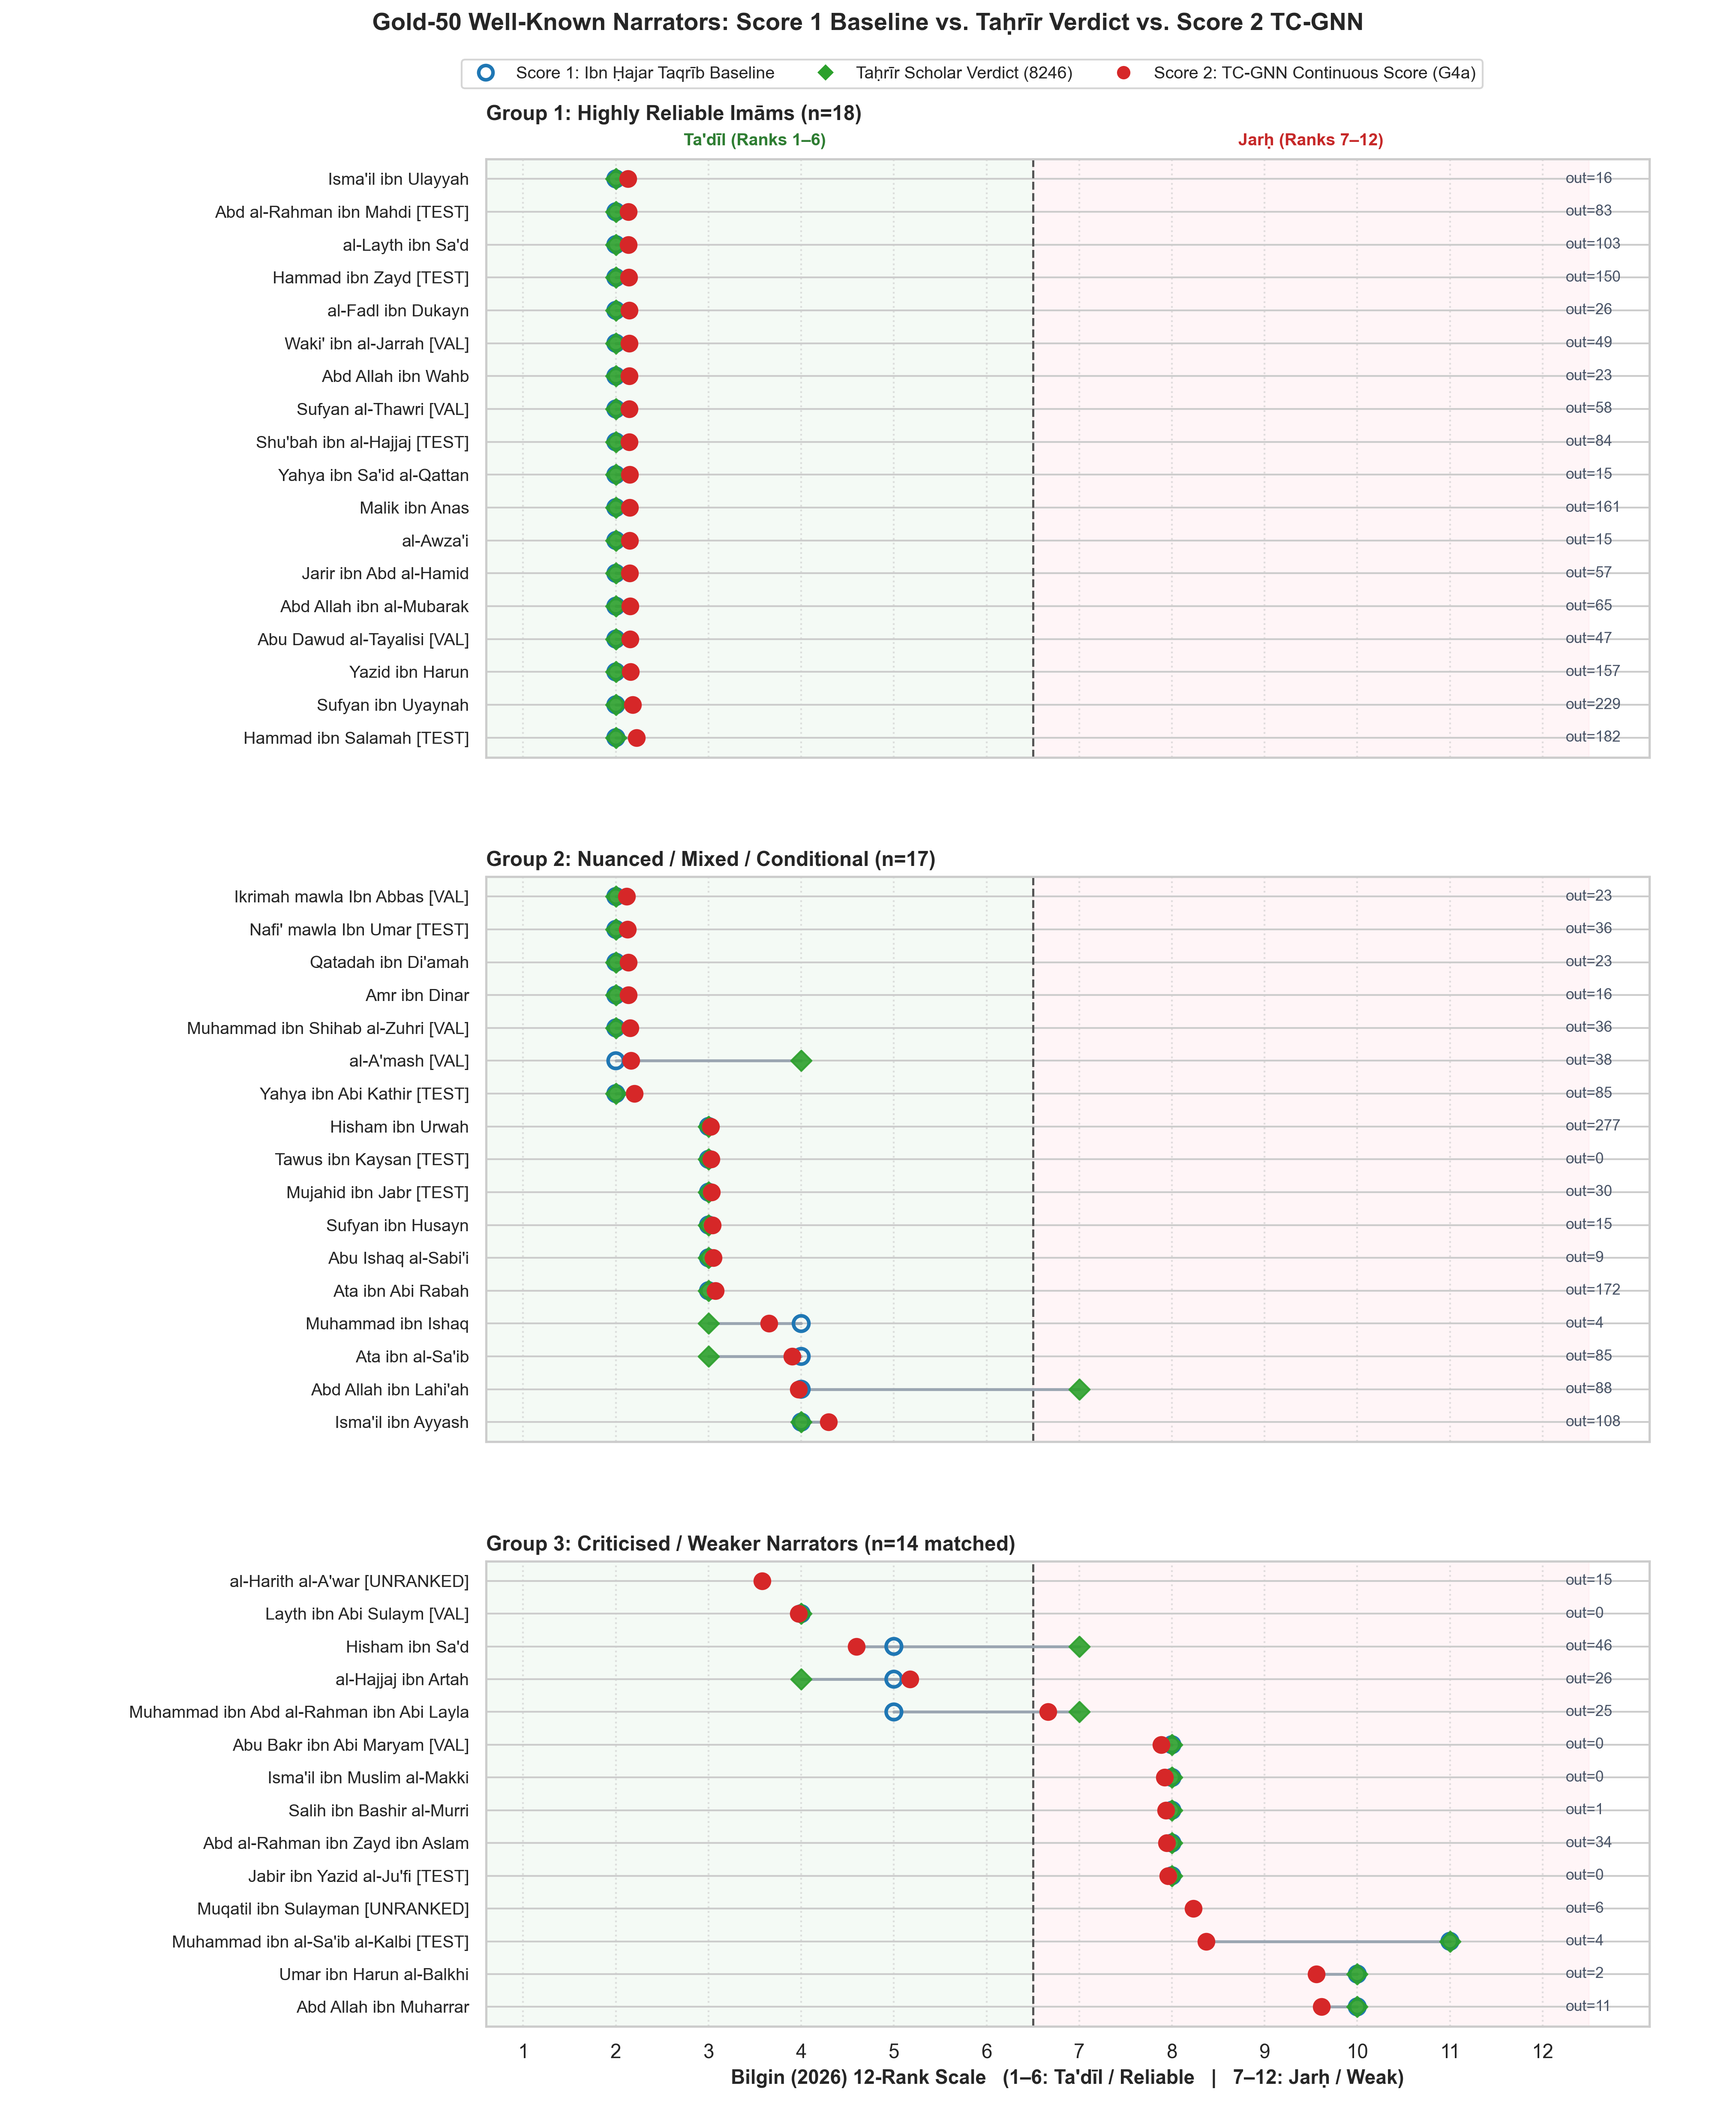 Gold-50 Well-Known Narrators: Score 1 Baseline vs. Taḥrīr Verdict vs. Score 2 TC-GNN
Score 1: Ibn Ḥajar Taqrīb Baseline Taḥrīr Scholar Verdict (8246) Score 2: TC-GNN Continuous Score (G4a)
Group 1: Highly Reliable Imāms (n=18)
Ta'dīl (Ranks 1–6) Jarḥ (Ranks 7–12)
Isma'il ibn Ulayyah out=16
Abd al-Rahman ibn Mahdi [TEST] out=83
al-Layth ibn Sa'd out=103
Hammad ibn Zayd [TEST] out=150
al-Fadl ibn Dukayn out=26
Waki' ibn al-Jarrah [VAL] out=49
Abd Allah ibn Wahb out=23
Sufyan al-Thawri [VAL] out=58
Shu'bah ibn al-Hajjaj [TEST] out=84
Yahya ibn Sa'id al-Qattan out=15
Malik ibn Anas out=161
al-Awza'i out=15
Jarir ibn Abd al-Hamid out=57
Abd Allah ibn al-Mubarak out=65
Abu Dawud al-Tayalisi [VAL] out=47
Yazid ibn Harun out=157
Sufyan ibn Uyaynah out=229
Hammad ibn Salamah [TEST] out=182
Group 2: Nuanced / Mixed / Conditional (n=17)
Ikrimah mawla Ibn Abbas [VAL] out=23
Nafi' mawla Ibn Umar [TEST] out=36
Qatadah ibn Di'amah out=23
Amr ibn Dinar out=16
Muhammad ibn Shihab al-Zuhri [VAL] out=36
al-A'mash [VAL] out=38
Yahya ibn Abi Kathir [TEST] out=85
Hisham ibn Urwah out=277
Tawus ibn Kaysan [TEST] out=0
Mujahid ibn Jabr [TEST] out=30
Sufyan ibn Husayn out=15
Abu Ishaq al-Sabi'i out=9
Ata ibn Abi Rabah out=172
Muhammad ibn Ishaq out=4
Ata ibn al-Sa'ib out=85
Abd Allah ibn Lahi'ah out=88
Isma'il ibn Ayyash out=108
Group 3: Criticised / Weaker Narrators (n=14 matched)
al-Harith al-A'war [UNRANKED] out=15
Layth ibn Abi Sulaym [VAL] out=0
Hisham ibn Sa'd out=46
al-Hajjaj ibn Artah out=26
Muhammad ibn Abd al-Rahman ibn Abi Layla out=25
Abu Bakr ibn Abi Maryam [VAL] out=0
Isma'il ibn Muslim al-Makki out=0
Salih ibn Bashir al-Murri out=1
Abd al-Rahman ibn Zayd ibn Aslam out=34
Jabir ibn Yazid al-Ju'fi [TEST] out=0
Muqatil ibn Sulayman [UNRANKED] out=6
Muhammad ibn al-Sa'ib al-Kalbi [TEST] out=4
Umar ibn Harun al-Balkhi out=2
Abd Allah ibn Muharrar out=11
1 2 3 4 5 6 7 8 9 10 11 12
Bilgin (2026) 12-Rank Scale (1–6: Ta'dīl / Reliable | 7–12: Jarḥ / Weak)